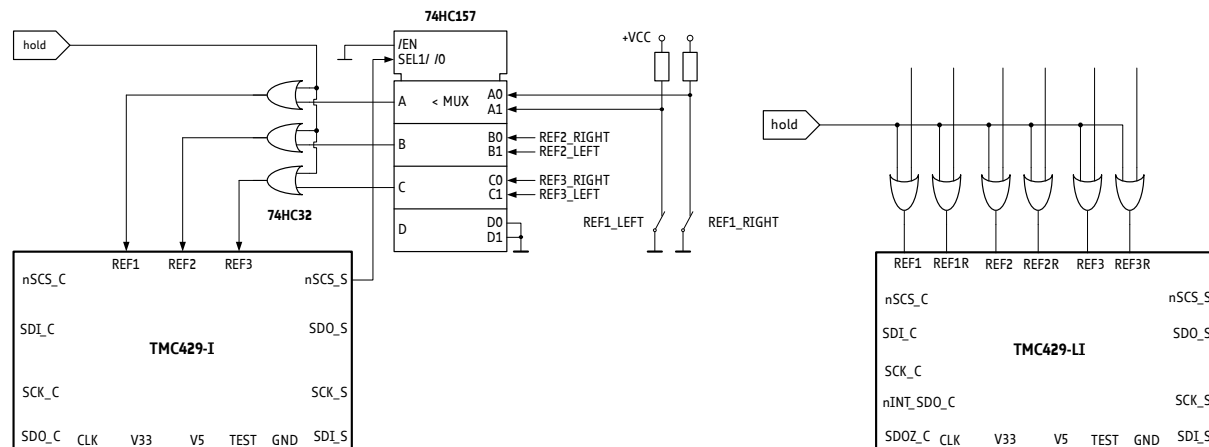 74HC157
hold
/EN
SEL1/ /0
+VCC
A
< MUX
A0
A1
hold
B
B0
B1
REF2_RIGHT
REF2_LEFT
C
C0
C1
REF3_RIGHT
REF3_LEFT
74HC32
D
D0
D1
REF1_LEFT
REF1_RIGHT
REF1
REF2
REF3
nSCS_C
nSCS_S
SDI_C
SDO_S
TMC429-I
SCK_C
SCK_S
SDO_C
CLK
V33
V5
TEST
GND
SDI_S
REF1
REF1R
REF2
REF2R
REF3
REF3R
nSCS_C
nSCS_S
SDI_C
SDO_S
TMC429-LI
SCK_C
nINT_SDO_C
SCK_S
SDOZ_C
CLK
V33
V5
TEST
GND
SDI_S